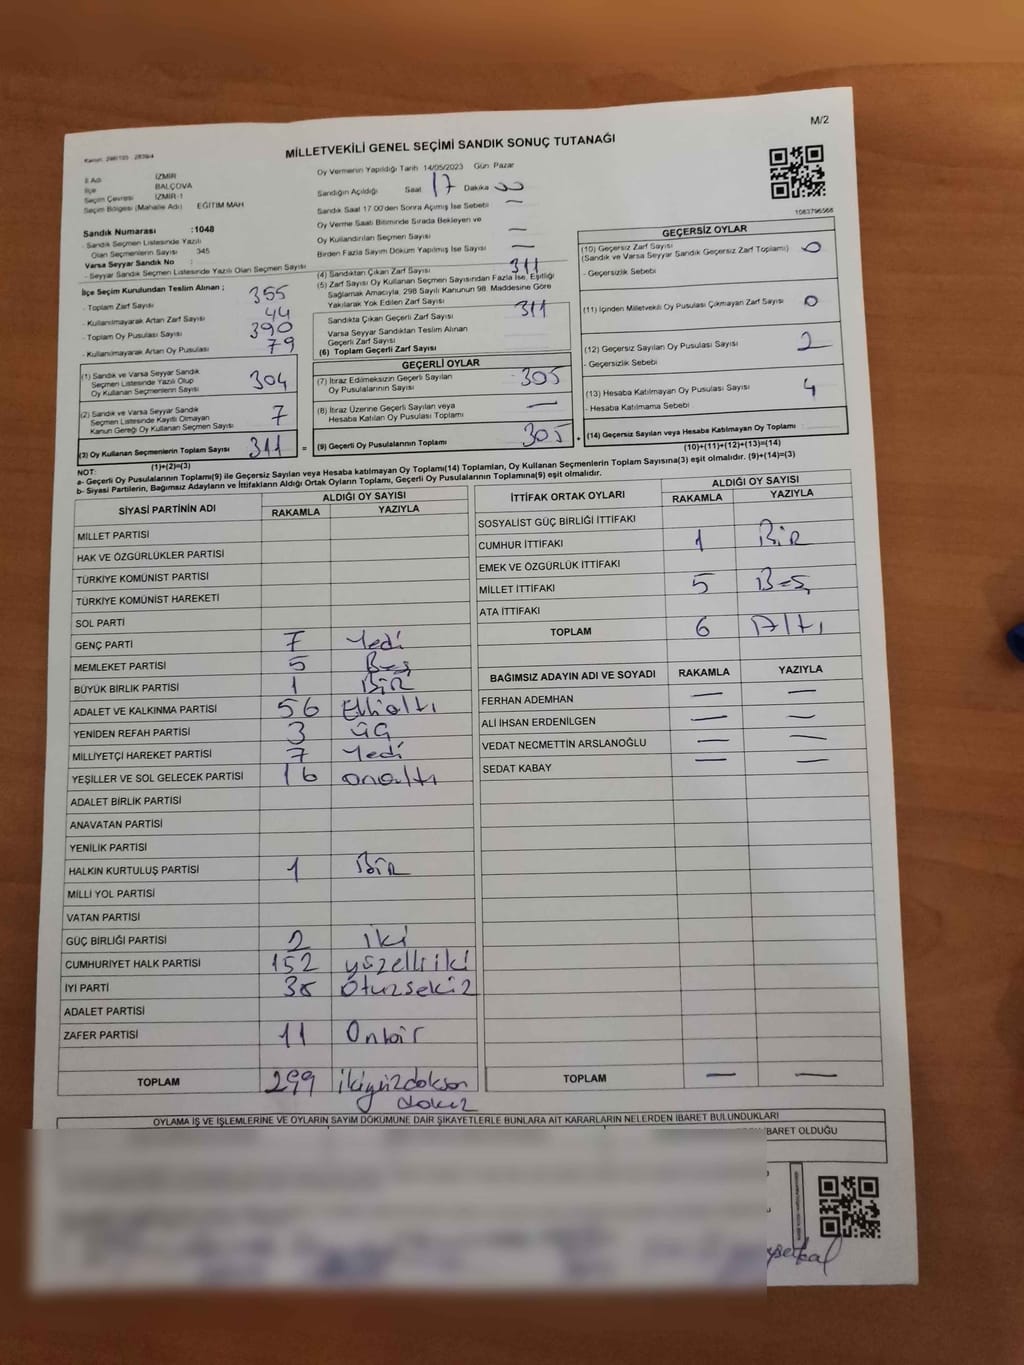 M/2
MİLLETVEKİLİ GENEL SEÇİMİ SANDIK SONUÇ TUTANAĞI
İl Adı İZMİR
İlçe BALÇOVA
Seçim Çevresi İZMİR-1
Seçim Bölgesi (Mahalle Adı) EĞİTİM MAH
Sandık Numarası :1048
- Sandık Seçmen Listesinde Yazılı
Olan Seçmenlerin Sayısı 345
Varsa Seyyar Sandık No :
- Seyyar Sandık Seçmen Listesinde Yazılı Olan Seçmen Sayısı
Oy Vermenin Yapıldığı Tarih 14/05/2023 Gün Pazar
Sandığın Açıldığı Saat 17 Dakika 00
Sandık Saat 17.00'den Sonra Açılmış İse Sebebi —
Oy Verme Saati Bitiminde Sırada Bekleyen ve
Oy Kullandırılan Seçmen Sayısı —
Birden Fazla Sayım Döküm Yapılmış İse Sayısı —
1083796566
İlçe Seçim Kurulundan Teslim Alınan ;
- Toplam Zarf Sayısı 355
- Kullanılmayarak Artan Zarf Sayısı 44
- Toplam Oy Pusulası Sayısı 390
- Kullanılmayarak Artan Oy Pusulası 79
(1) Sandık ve Varsa Seyyar Sandık
Seçmen Listesinde Yazılı Olup
Oy Kullanan Seçmenlerin Sayısı 304
(2) Sandık ve Varsa Seyyar Sandık
Seçmen Listesinde Kayıtlı Olmayan
Kanun Gereği Oy Kullanan Seçmen Sayısı 7
(3) Oy Kullanan Seçmenlerin Toplam Sayısı 311 =
(1)+(2)=(3)
(4) Sandıktan Çıkan Zarf Sayısı 311
(5) Zarf Sayısı Oy Kullanan Seçmen Sayısından Fazla İse, Eşitliği
Sağlamak Amacıyla, 298 Sayılı Kanunun 98. Maddesine Göre
Yakılarak Yok Edilen Zarf Sayısı
Sandıkta Çıkan Geçerli Zarf Sayısı 311
Varsa Seyyar Sandıktan Teslim Alınan
Geçerli Zarf Sayısı
(6) Toplam Geçerli Zarf Sayısı
GEÇERLİ OYLAR
(7) İtiraz Edilmeksizin Geçerli Sayılan
Oy Pusulalarının Sayısı 305
(8) İtiraz Üzerine Geçerli Sayılan veya
Hesaba Katılan Oy Pusulası Toplamı —
(9) Geçerli Oy Pusulalarının Toplamı 305 +
GEÇERSİZ OYLAR
(10) Geçersiz Zarf Sayısı 0
(Sandık ve Varsa Seyyar Sandık Geçersiz Zarf Toplamı)
- Geçersizlik Sebebi
(11) İçinden Milletvekili Oy Pusulası Çıkmayan Zarf Sayısı 0
(12) Geçersiz Sayılan Oy Pusulası Sayısı 2
- Geçersizlik Sebebi
(13) Hesaba Katılmayan Oy Pusulası Sayısı 4
- Hesaba Katılmama Sebebi
(14) Geçersiz Sayılan veya Hesaba Katılmayan Oy Toplamı
(10)+(11)+(12)+(13)=(14)
NOT:
a- Geçerli Oy Pusulalarının Toplamı(9) ile Geçersiz Sayılan veya Hesaba katılmayan Oy Toplamı(14) Toplamları, Oy Kullanan Seçmenlerin Toplam Sayısına(3) eşit olmalıdır. (9)+(14)=(3)
b- Siyasi Partilerin, Bağımsız Adayların ve İttifakların Aldığı Ortak Oyların Toplamı, Geçerli Oy Pusulalarının Toplamına(9) eşit olmalıdır.
SİYASİ PARTİNİN ADI ALDIĞI OY SAYISI
RAKAMLA YAZIYLA
MİLLET PARTİSİ
HAK VE ÖZGÜRLÜKLER PARTİSİ
TÜRKİYE KOMÜNİST PARTİSİ
TÜRKİYE KOMÜNİST HAREKETİ
SOL PARTİ
GENÇ PARTİ 7 Yedi
MEMLEKET PARTİSİ 5 Beş
BÜYÜK BİRLİK PARTİSİ 1 BİR
ADALET VE KALKINMA PARTİSİ 56 Ellialtı
YENİDEN REFAH PARTİSİ 3 üç
MİLLİYETÇİ HAREKET PARTİSİ 7 Yedi
YEŞİLLER VE SOL GELECEK PARTİSİ 16 onaltı
ADALET BİRLİK PARTİSİ
ANAVATAN PARTİSİ
YENİLİK PARTİSİ
HALKIN KURTULUŞ PARTİSİ 1 BİR
MİLLİ YOL PARTİSİ
VATAN PARTİSİ
GÜÇ BİRLİĞİ PARTİSİ 2 iki
CUMHURİYET HALK PARTİSİ 152 yüzelliiki
İYİ PARTİ 38 Otuzsekiz
ADALET PARTİSİ
ZAFER PARTİSİ 11 Onbir
TOPLAM 299 ikiyüzdoksan
dokuz
İTTİFAK ORTAK OYLARI ALDIĞI OY SAYISI
RAKAMLA YAZIYLA
SOSYALİST GÜÇ BİRLİĞİ İTTİFAKI
CUMHUR İTTİFAKI 1 BİR
EMEK VE ÖZGÜRLÜK İTTİFAKI
MİLLET İTTİFAKI 5 Beş
ATA İTTİFAKI
TOPLAM 6 Altı
BAĞIMSIZ ADAYIN ADI VE SOYADI RAKAMLA YAZIYLA
FERHAN ADEMHAN — —
ALİ İHSAN ERDENİLGEN — —
VEDAT NECMETTİN ARSLANOĞLU — —
SEDAT KABAY — —
TOPLAM — —
OYLAMA İŞ VE İŞLEMLERİNE VE OYLARIN SAYIM DÖKÜMÜNE DAİR ŞİKAYETLERLE BUNLARA AİT KARARLARIN NELERDEN İBARET BULUNDUKLARI
İBARET OLDUĞU